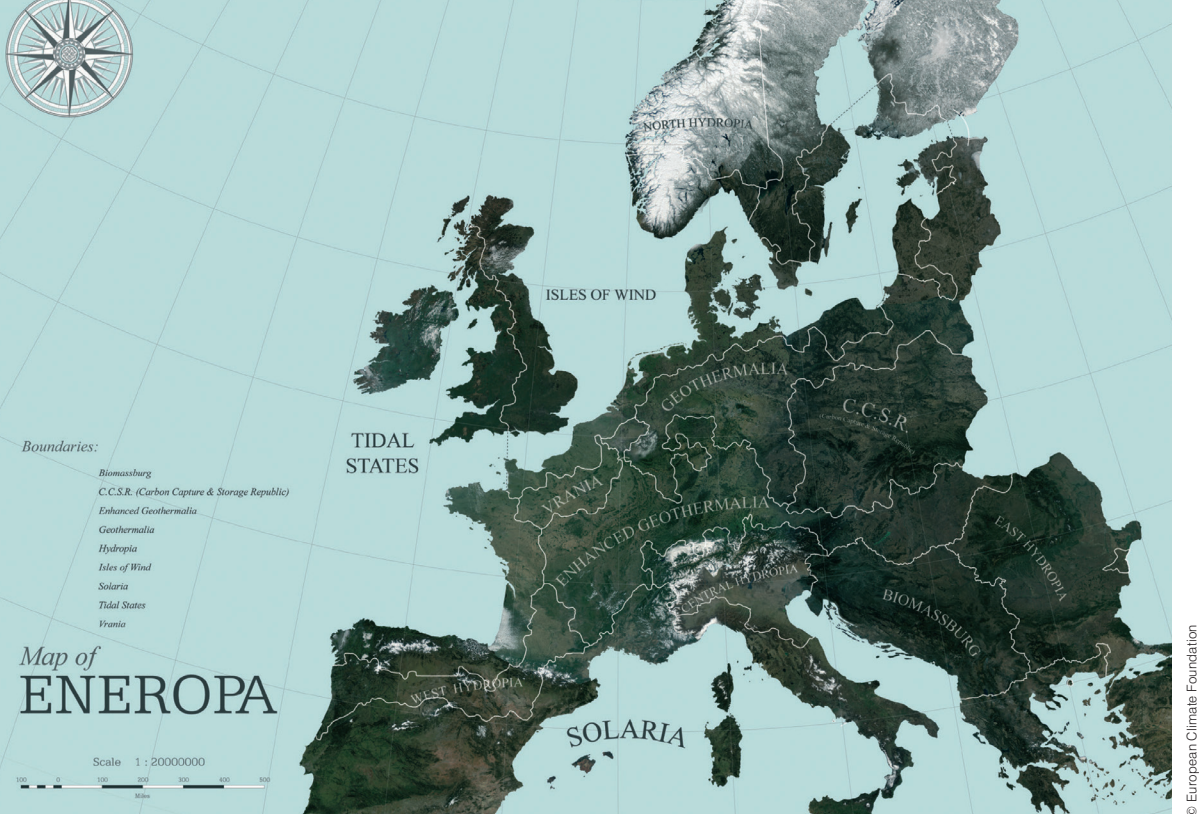 NORTH HYDROPIA
ISLES OF WIND
GEOTHERMALIA
C.C.S.R.
TIDAL
STATES
VRANIA
ENHANCED GEOTHERMALIA
EAST HYDROPIA
CENTRAL HYDROPIA
BIOMASSBURG
WEST HYDROPIA
SOLARIA
Boundaries:
Biomassburg
C.C.S.R. (Carbon Capture & Storage Republic)
Enhanced Geothermalia
Geothermalia
Hydropia
Isles of Wind
Solaria
Tidal States
Vrania
Map of
ENEROPA
Scale 1 : 20000000
100 0 100 200 300 400 500
Miles
© European Climate Foundation